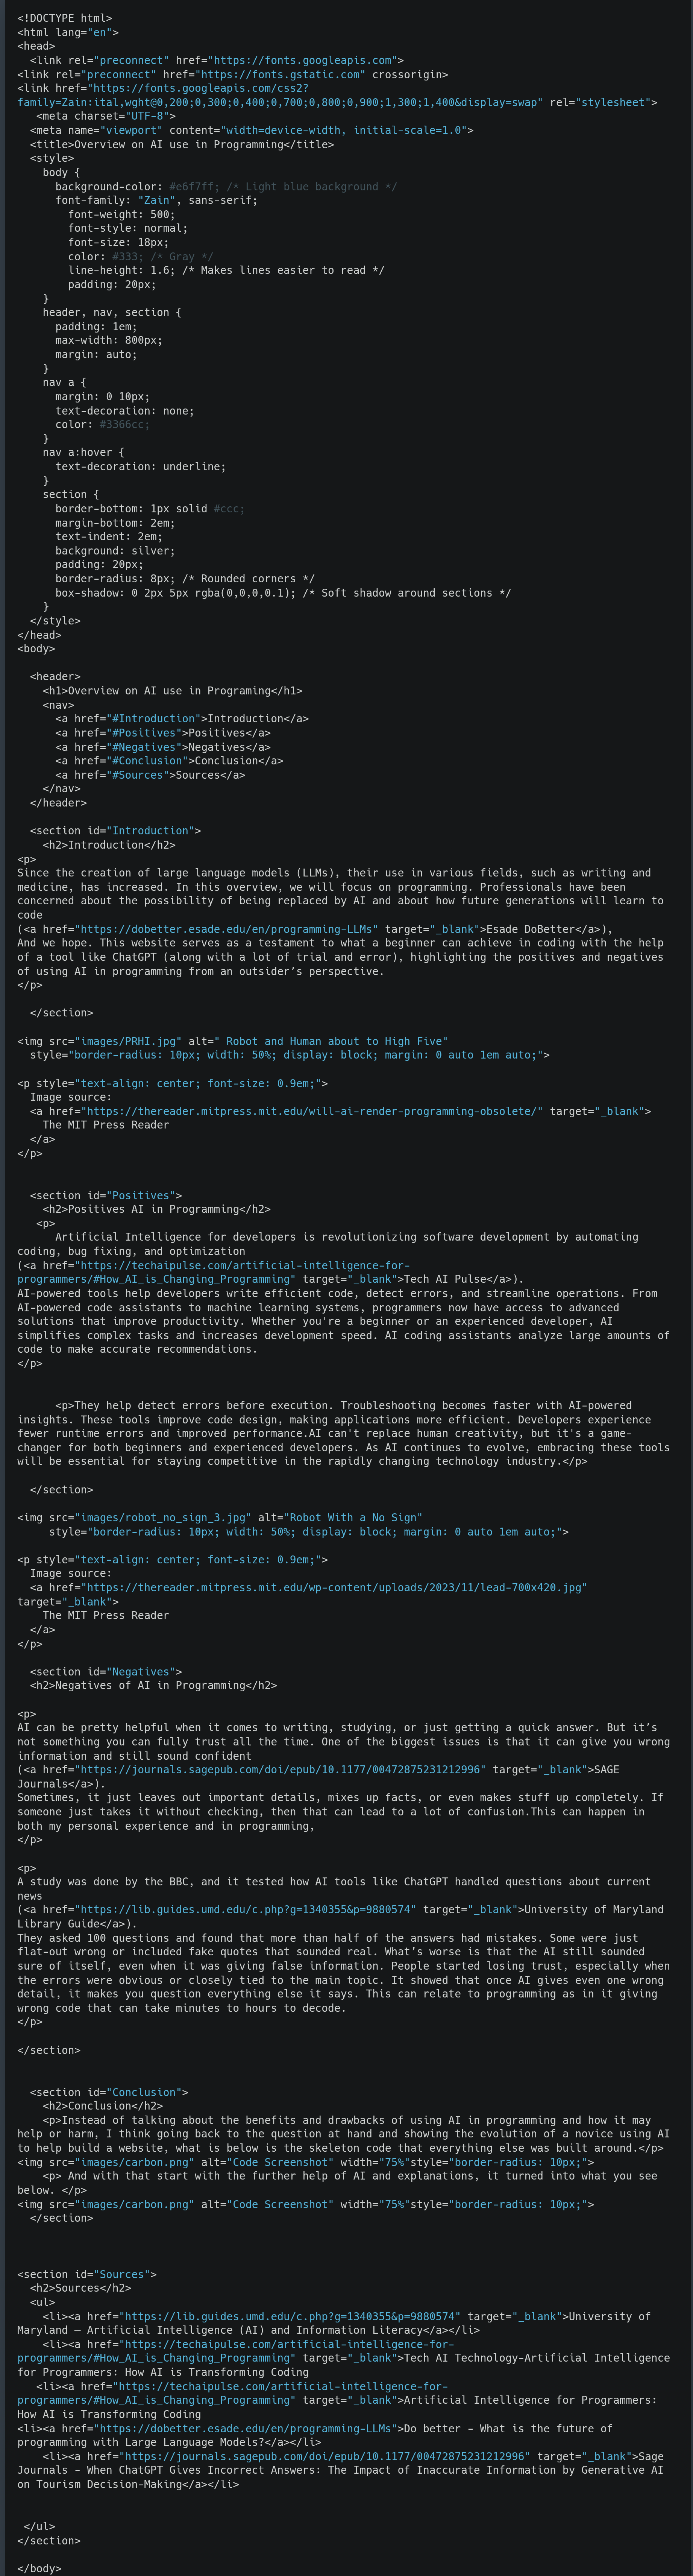 <!DOCTYPE html>
<html lang="en">
<head>
  <link rel="preconnect" href="https://fonts.googleapis.com">
<link rel="preconnect" href="https://fonts.gstatic.com" crossorigin>
<link href="https://fonts.googleapis.com/css2?
family=Zain:ital,wght@0,200;0,300;0,400;0,700;0,800;0,900;1,300;1,400&display=swap" rel="stylesheet">
   <meta charset="UTF-8">
  <meta name="viewport" content="width=device-width, initial-scale=1.0">
  <title>Overview on AI use in Programming</title>
  <style>
    body {
      background-color: #e6f7ff; /* Light blue background */
      font-family: "Zain", sans-serif;
        font-weight: 500;
        font-style: normal;
        font-size: 18px;
        color: #333; /* Gray */
        line-height: 1.6; /* Makes lines easier to read */
        padding: 20px;
    }
    header, nav, section {
      padding: 1em;
      max-width: 800px;
      margin: auto;
    }
    nav a {
      margin: 0 10px;
      text-decoration: none;
      color: #3366cc;
    }
    nav a:hover {
      text-decoration: underline;
    }
    section {
      border-bottom: 1px solid #ccc;
      margin-bottom: 2em;
      text-indent: 2em;
      background: silver;
      padding: 20px;
      border-radius: 8px; /* Rounded corners */
      box-shadow: 0 2px 5px rgba(0,0,0,0.1); /* Soft shadow around sections */
    }
  </style>
</head>
<body>

  <header>
    <h1>Overview on AI use in Programing</h1>
    <nav>
      <a href="#Introduction">Introduction</a>
      <a href="#Positives">Positives</a>
      <a href="#Negatives">Negatives</a>
      <a href="#Conclusion">Conclusion</a>
      <a href="#Sources">Sources</a>
    </nav>
  </header>

  <section id="Introduction">
    <h2>Introduction</h2>
<p>
Since the creation of large language models (LLMs), their use in various fields, such as writing and
medicine, has increased. In this overview, we will focus on programming. Professionals have been
concerned about the possibility of being replaced by AI and about how future generations will learn to
code
(<a href="https://dobetter.esade.edu/en/programming-LLMs" target="_blank">Esade DoBetter</a>),
And we hope. This website serves as a testament to what a beginner can achieve in coding with the help
of a tool like ChatGPT (along with a lot of trial and error), highlighting the positives and negatives
of using AI in programming from an outsider’s perspective.
</p>

  </section>

<img src="images/PRHI.jpg" alt=" Robot and Human about to High Five"
  style="border-radius: 10px; width: 50%; display: block; margin: 0 auto 1em auto;">

<p style="text-align: center; font-size: 0.9em;">
  Image source:
  <a href="https://thereader.mitpress.mit.edu/will-ai-render-programming-obsolete/" target="_blank">
    The MIT Press Reader
  </a>
</p>


  <section id="Positives">
    <h2>Positives AI in Programming</h2>
   <p>
      Artificial Intelligence for developers is revolutionizing software development by automating
coding, bug fixing, and optimization
(<a href="https://techaipulse.com/artificial-intelligence-for-
programmers/#How_AI_is_Changing_Programming" target="_blank">Tech AI Pulse</a>).
AI-powered tools help developers write efficient code, detect errors, and streamline operations. From
AI-powered code assistants to machine learning systems, programmers now have access to advanced
solutions that improve productivity. Whether you're a beginner or an experienced developer, AI
simplifies complex tasks and increases development speed. AI coding assistants analyze large amounts of
code to make accurate recommendations.
</p>


      <p>They help detect errors before execution. Troubleshooting becomes faster with AI-powered
insights. These tools improve code design, making applications more efficient. Developers experience
fewer runtime errors and improved performance.AI can't replace human creativity, but it's a game-
changer for both beginners and experienced developers. As AI continues to evolve, embracing these tools
will be essential for staying competitive in the rapidly changing technology industry.</p>

  </section>

<img src="images/robot_no_sign_3.jpg" alt="Robot With a No Sign"
     style="border-radius: 10px; width: 50%; display: block; margin: 0 auto 1em auto;">

<p style="text-align: center; font-size: 0.9em;">
  Image source:
  <a href="https://thereader.mitpress.mit.edu/wp-content/uploads/2023/11/lead-700x420.jpg"
target="_blank">
    The MIT Press Reader
  </a>
</p>

  <section id="Negatives">
  <h2>Negatives of AI in Programming</h2>

<p>
AI can be pretty helpful when it comes to writing, studying, or just getting a quick answer. But it’s
not something you can fully trust all the time. One of the biggest issues is that it can give you wrong
information and still sound confident
(<a href="https://journals.sagepub.com/doi/epub/10.1177/00472875231212996" target="_blank">SAGE
Journals</a>).
Sometimes, it just leaves out important details, mixes up facts, or even makes stuff up completely. If
someone just takes it without checking, then that can lead to a lot of confusion.This can happen in
both my personal experience and in programming,
</p>

<p>
A study was done by the BBC, and it tested how AI tools like ChatGPT handled questions about current
news
(<a href="https://lib.guides.umd.edu/c.php?g=1340355&p=9880574" target="_blank">University of Maryland
Library Guide</a>).
They asked 100 questions and found that more than half of the answers had mistakes. Some were just
flat-out wrong or included fake quotes that sounded real. What’s worse is that the AI still sounded
sure of itself, even when it was giving false information. People started losing trust, especially when
the errors were obvious or closely tied to the main topic. It showed that once AI gives even one wrong
detail, it makes you question everything else it says. This can relate to programming as in it giving
wrong code that can take minutes to hours to decode.
</p>

</section>


  <section id="Conclusion">
    <h2>Conclusion</h2>
    <p>Instead of talking about the benefits and drawbacks of using AI in programming and how it may
help or harm, I think going back to the question at hand and showing the evolution of a novice using AI
to help build a website, what is below is the skeleton code that everything else was built around.</p>
<img src="images/carbon.png" alt="Code Screenshot" width="75%"style="border-radius: 10px;">
    <p> And with that start with the further help of AI and explanations, it turned into what you see
below. </p>
<img src="images/carbon.png" alt="Code Screenshot" width="75%"style="border-radius: 10px;">
  </section>



<section id="Sources">
  <h2>Sources</h2>
  <ul>
    <li><a href="https://lib.guides.umd.edu/c.php?g=1340355&p=9880574" target="_blank">University of
Maryland – Artificial Intelligence (AI) and Information Literacy</a></li>
    <li><a href="https://techaipulse.com/artificial-intelligence-for-
programmers/#How_AI_is_Changing_Programming" target="_blank">Tech AI Technology-Artificial Intelligence
for Programmers: How AI is Transforming Coding
   <li><a href="https://techaipulse.com/artificial-intelligence-for-
programmers/#How_AI_is_Changing_Programming" target="_blank">Artificial Intelligence for Programmers:
How AI is Transforming Coding
<li><a href="https://dobetter.esade.edu/en/programming-LLMs">Do better - What is the future of
programming with Large Language Models?</a></li>
    <li><a href="https://journals.sagepub.com/doi/epub/10.1177/00472875231212996" target="_blank">Sage
Journals - When ChatGPT Gives Incorrect Answers: The Impact of Inaccurate Information by Generative AI
on Tourism Decision-Making</a></li>


 </ul>
</section>

</body>